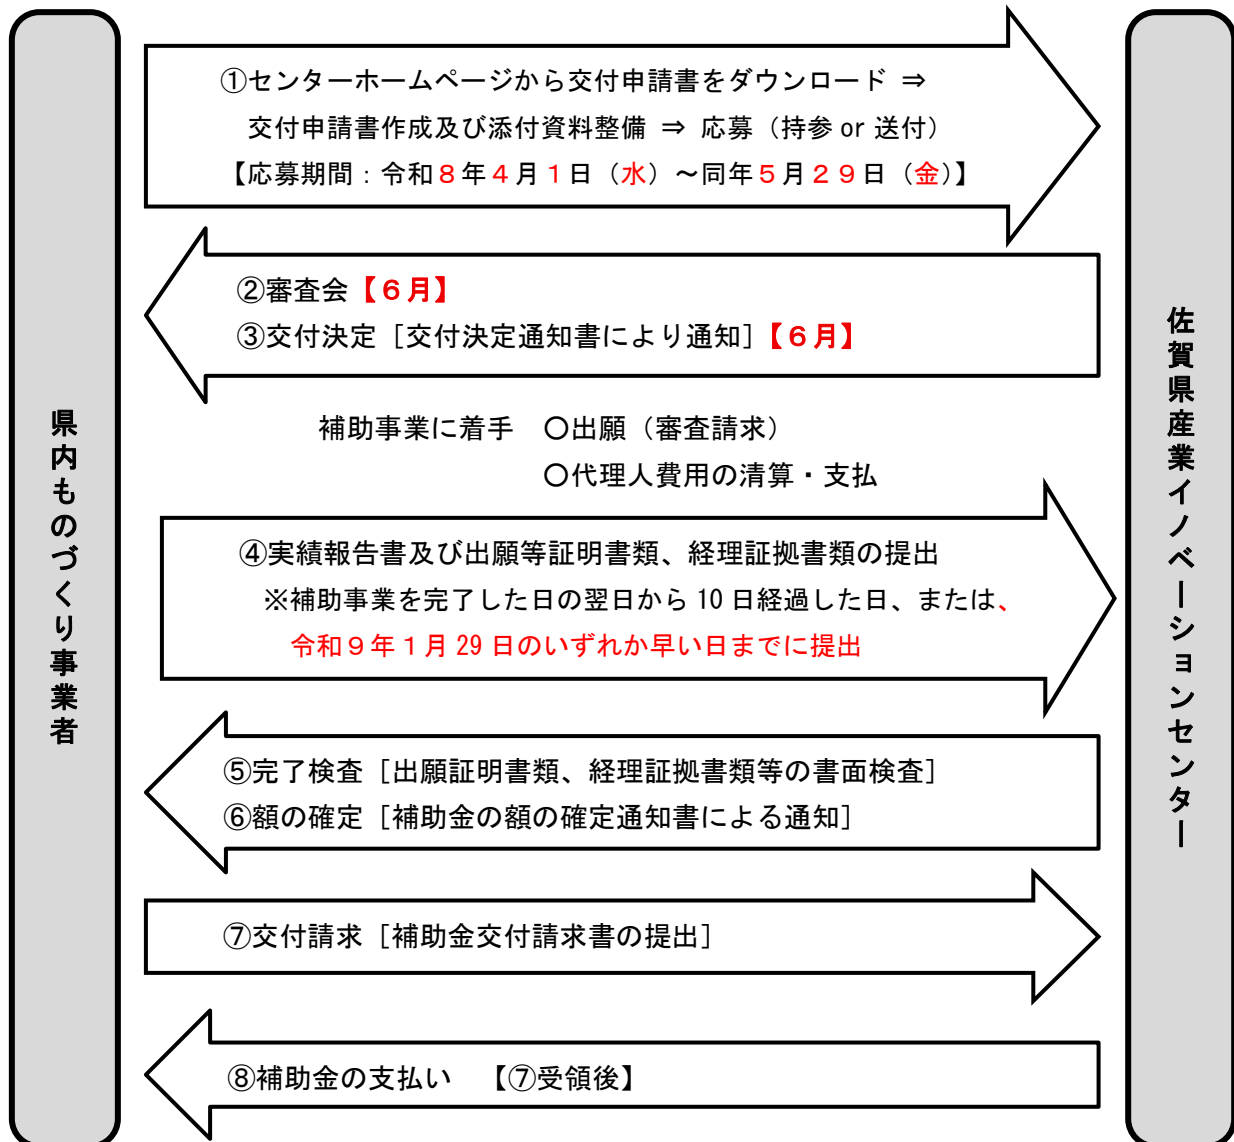 ①センターホームページから交付申請書をダウンロード ⇒
交付申請書作成及び添付資料整備 ⇒ 応募（持参 or 送付）
【応募期間：令和８年４月１日（水）～同年５月２９日（金）】
②審査会【６月】
③交付決定［交付決定通知書により通知］【６月】
補助事業に着手 〇出願（審査請求）
〇代理人費用の清算・支払
④実績報告書及び出願等証明書類、経理証拠書類の提出
※補助事業を完了した日の翌日から 10 日経過した日、または、
令和９年１月 29 日のいずれか早い日までに提出
⑤完了検査［出願証明書類、経理証拠書類等の書面検査］
⑥額の確定［補助金の額の確定通知書による通知］
⑦交付請求［補助金交付請求書の提出］
⑧補助金の支払い 【⑦受領後】
県内ものづくり事業者
佐賀県産業イノベーションセンター